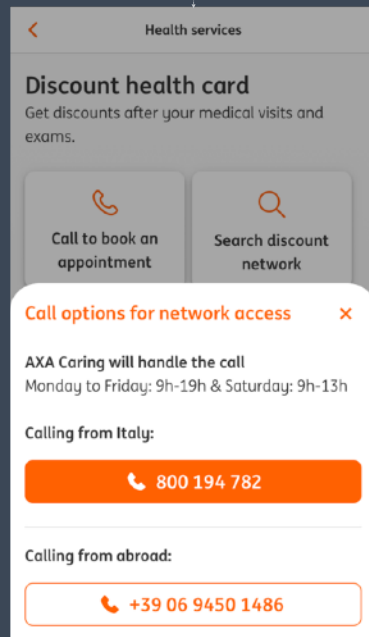 Health services
Discount health card
Get discounts after your medical visits and
exams.
Call to book an
appointment
Search discount
network
Call options for network access
AXA Caring will handle the call
Monday to Friday: 9h-19h & Saturday: 9h-13h
Calling from Italy:
800 194 782
Calling from abroad:
+39 06 9450 1486